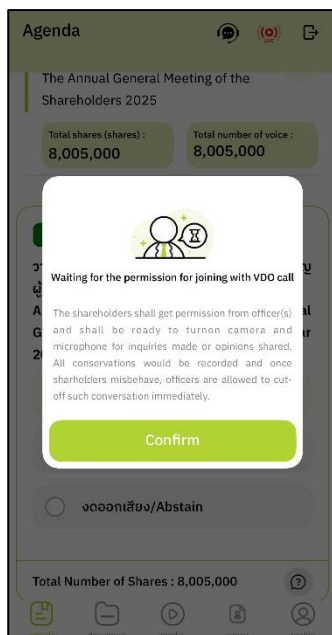 Agenda
LIVE
The Annual General Meeting of the
Shareholders 2025
Total shares (shares) :
Total number of voice :
8,005,000
8,005,000
Waiting for the permission for joining with VDO call
The shareholders shall get permission from officer(s)
and shall be ready to turnon camera and
microphone for inquiries made or opinions shared.
All conservations would be recorded and once
sharholders misbehave, officers are allowed to cut-
off such conversation immediately.
Confirm
งดออกเสียง/Abstain
Total Number of Shares : 8,005,000